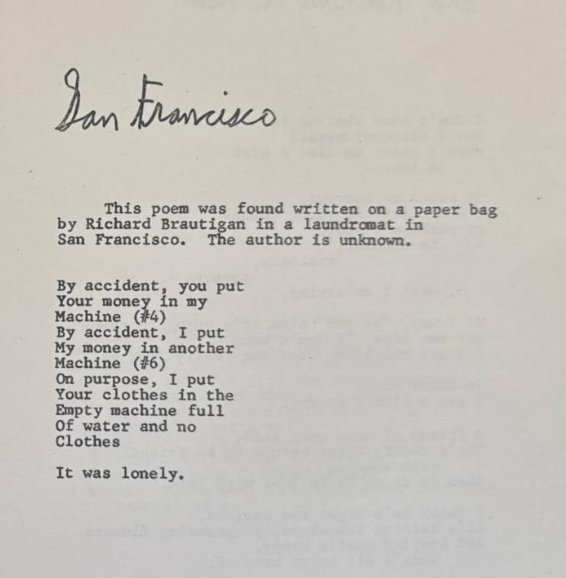 San Francisco
This poem was found written on a paper bag
by Richard Brautigan in a laundromat in
San Francisco.  The author is unknown.
By accident, you put
Your money in my
Machine (#4)
By accident, I put
My money in another
Machine (#6)
On purpose, I put
Your clothes in the
Empty machine full
Of water and no
Clothes
It was lonely.